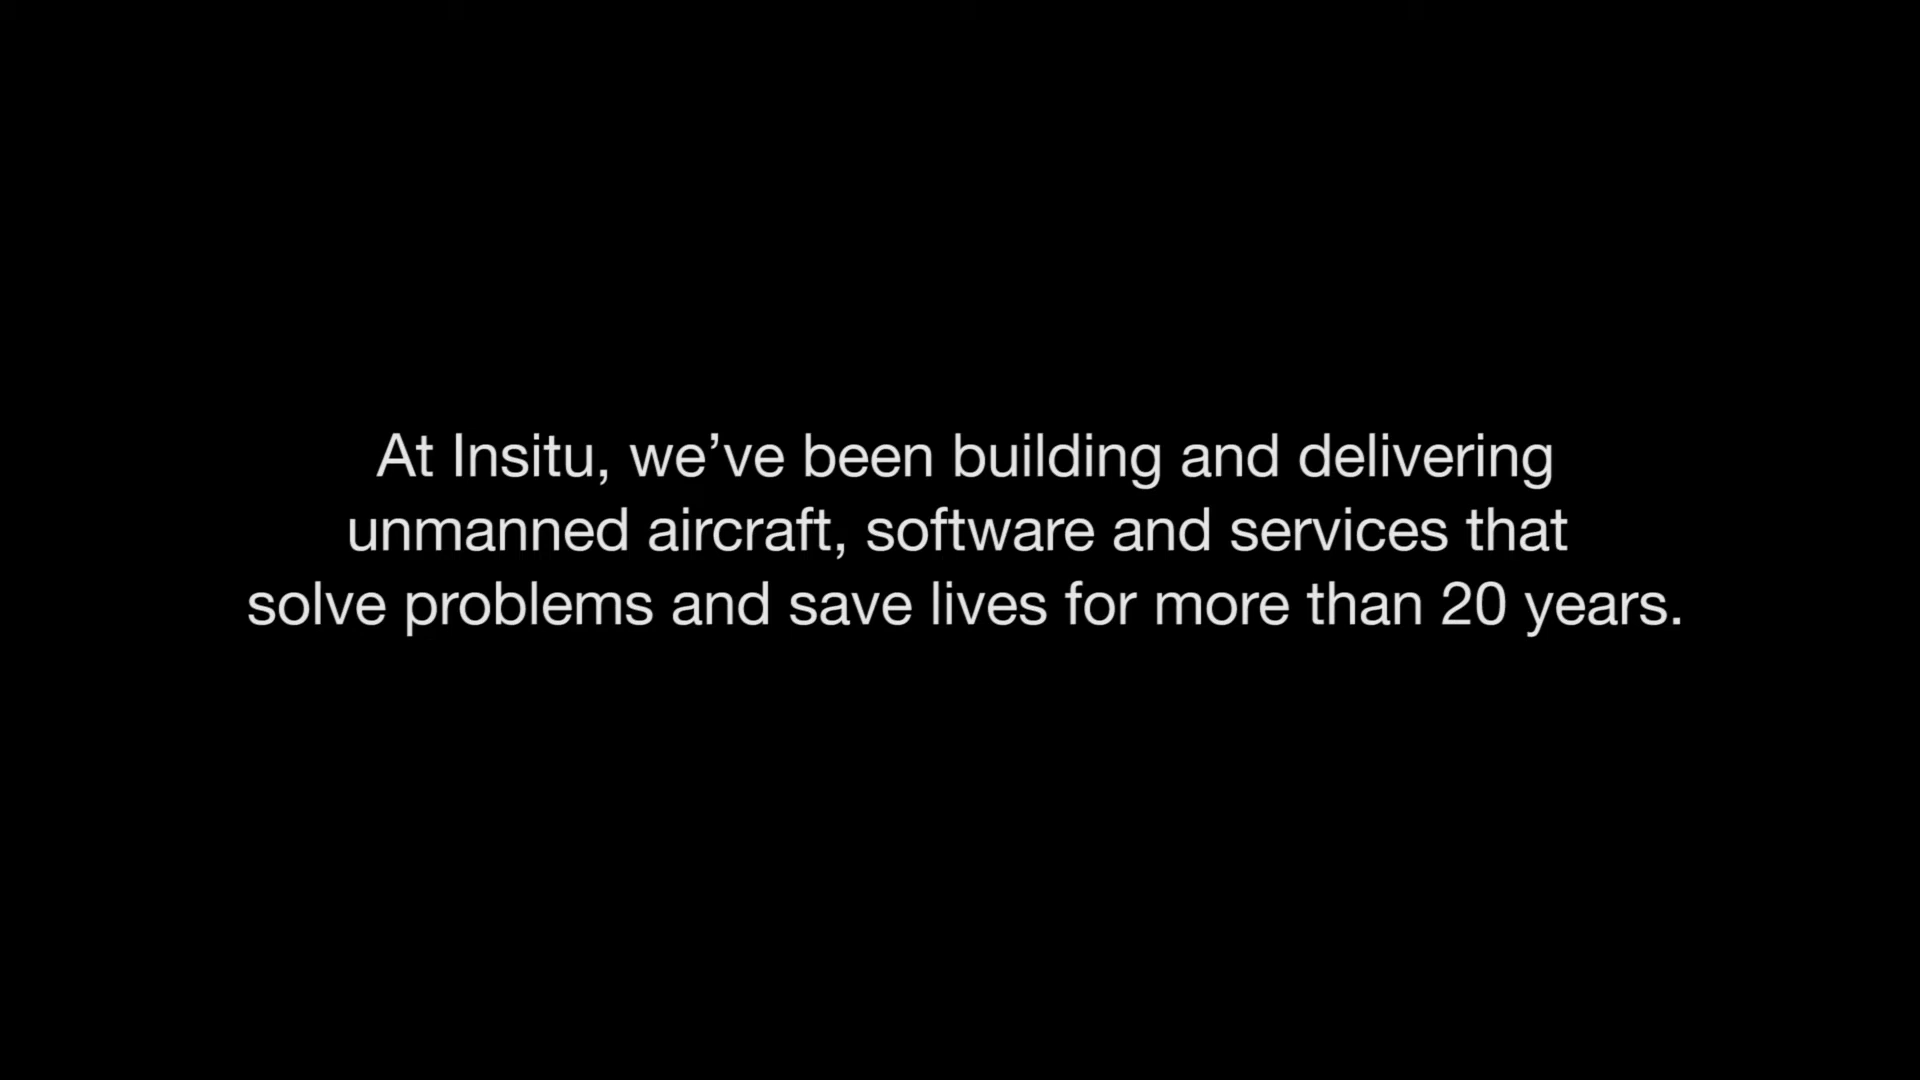 At Insitu, we’ve been building and delivering
unmanned aircraft, software and services that
solve problems and save lives for more than 20 years.